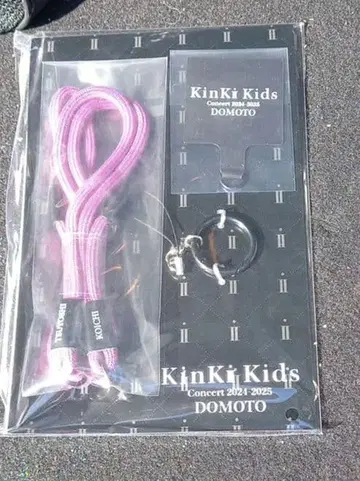 KinKi Kids
Concert 2024-2025
DOMOTO
KOICHI
TSUYOSHI
KinKi Kids
Concert 2024-2025
DOMOTO